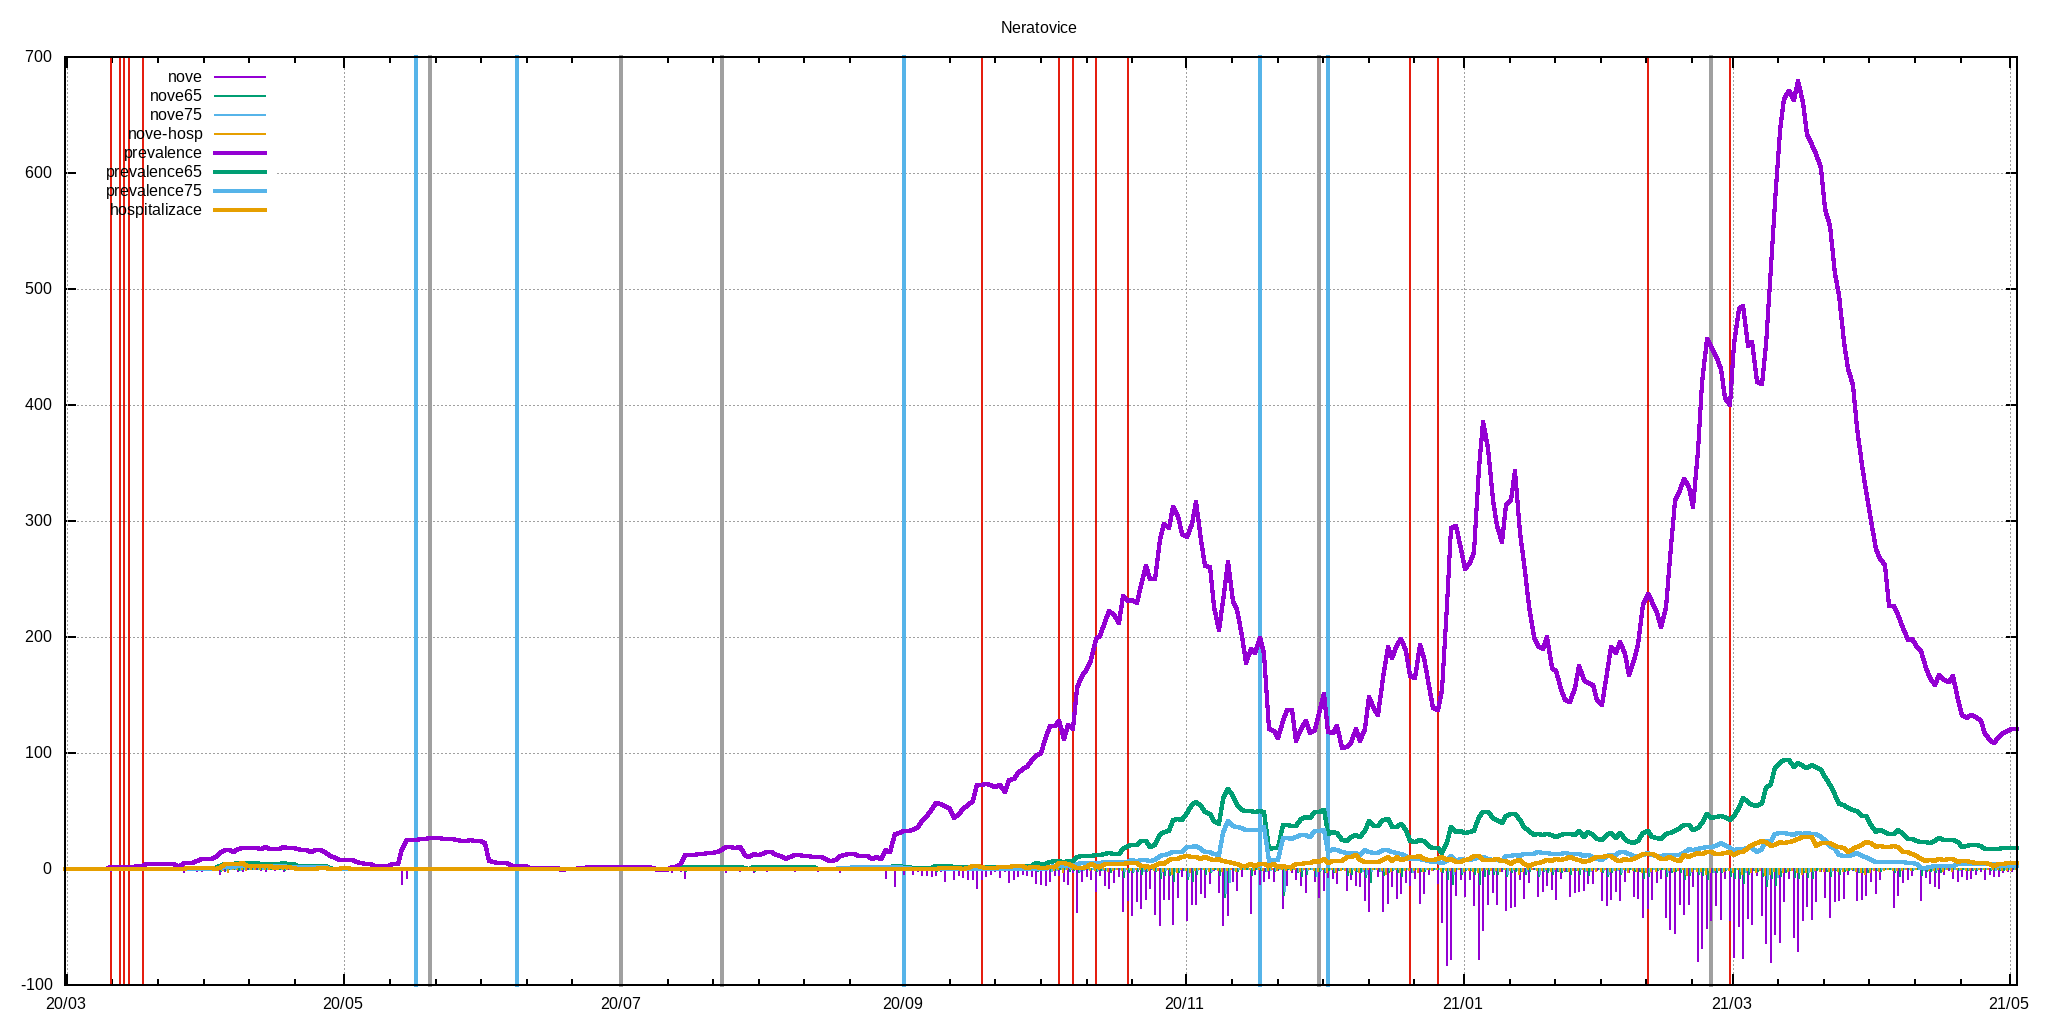 Neratovice
700
600
500
400
300
200
100
0
-100
nove
nove65
nove75
nove-hosp
prevalence
prevalence65
prevalence75
hospitalizace
20/03 20/05 20/07 20/09 20/11 21/01 21/03 21/05